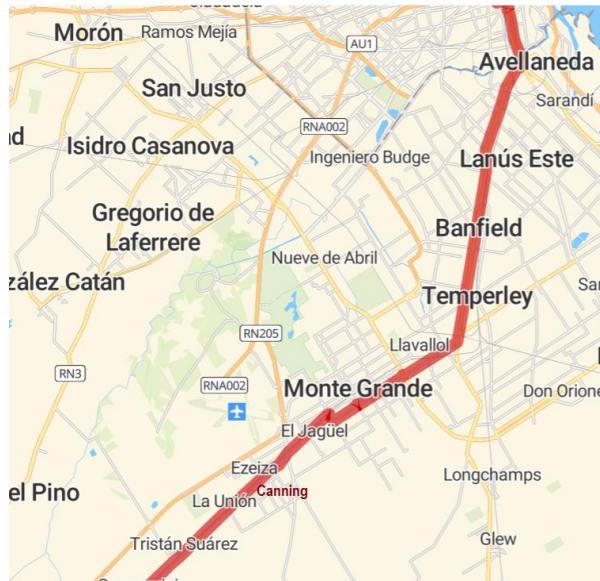 Morón
Ramos Mejía
AU1
Avellaneda
San Justo
Sarandí
RNA002
Isidro Casanova
Ingeniero Budge
Lanús Este
Gregorio de
Laferrere
Banfield
Nueve de Abril
zález Catán
Temperley
RN205
Llavallol
RN3
RNA002
Monte Grande
Don Orione
El Jagüel
Ezeiza
Longchamps
el Pino
La Unión
Canning
Tristán Suárez
Glew